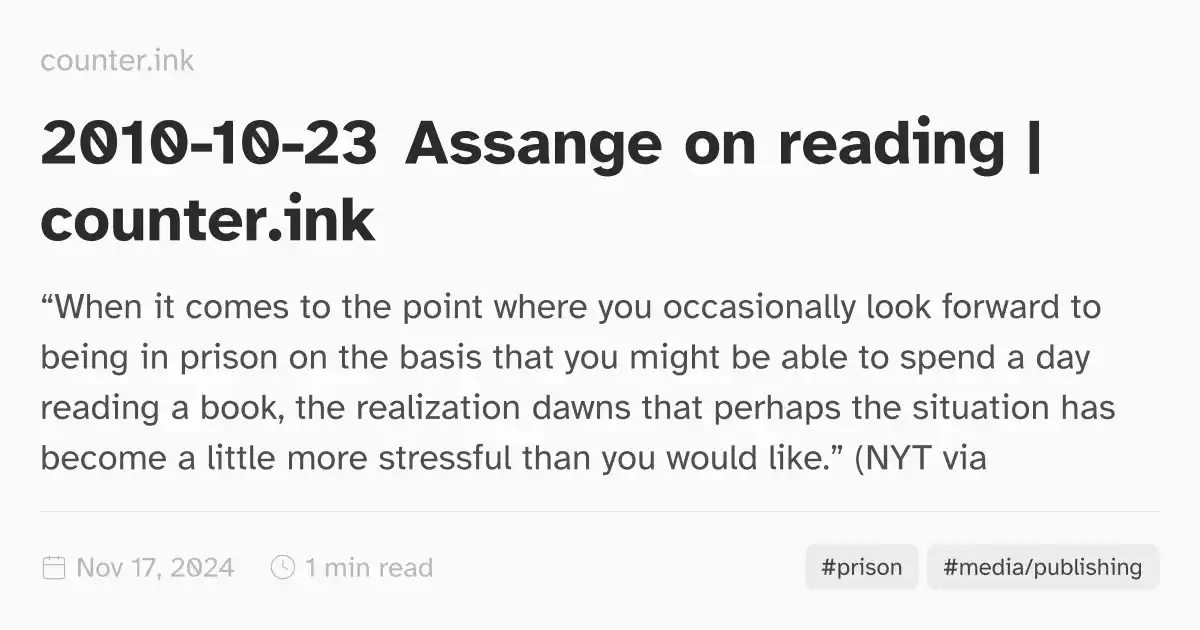 counter.ink
2010-10-23 Assange on reading |
counter.ink
“When it comes to the point where you occasionally look forward to
being in prison on the basis that you might be able to spend a day
reading a book, the realization dawns that perhaps the situation has
become a little more stressful than you would like.” (NYT via
Nov 17, 2024 1 min read #prison #media/publishing